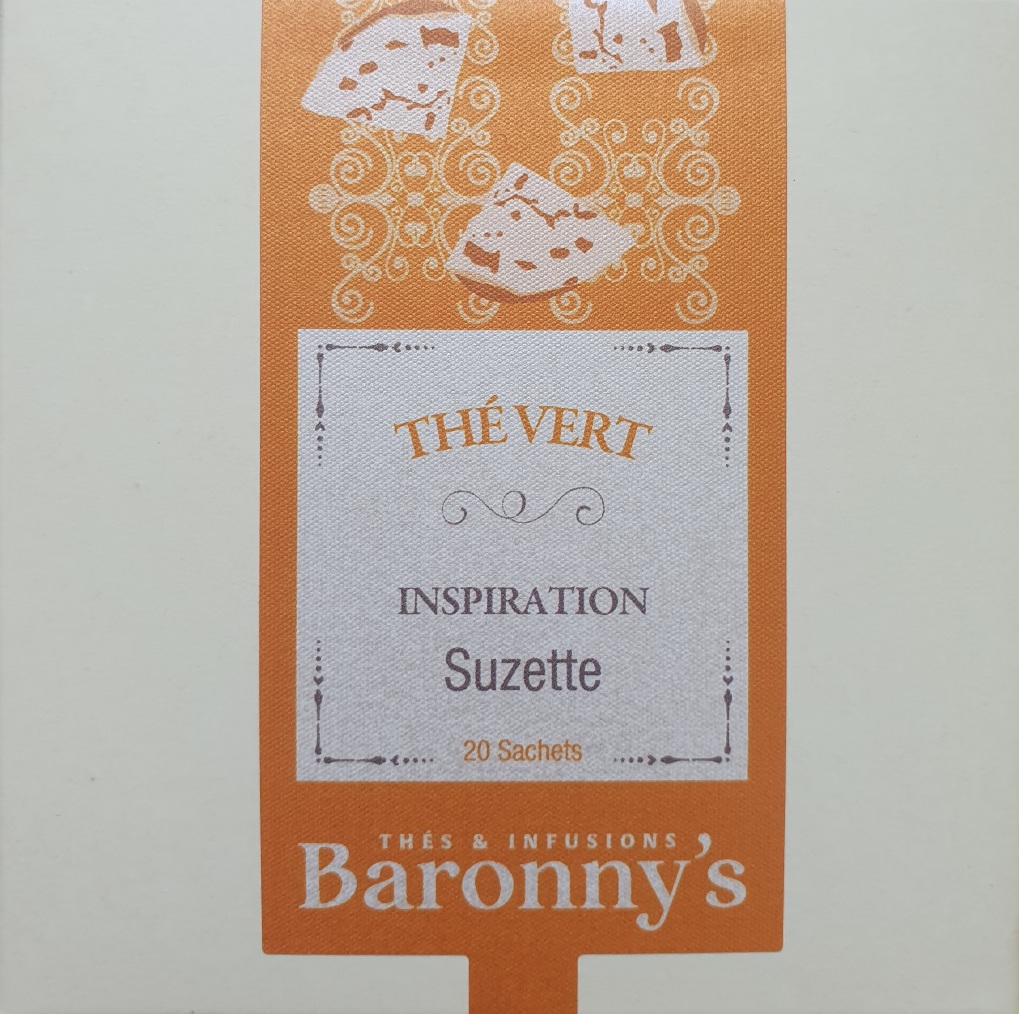 THÉ VERT
INSPIRATION
Suzette
20 Sachets
THÉS & INFUSIONS
Baronny's